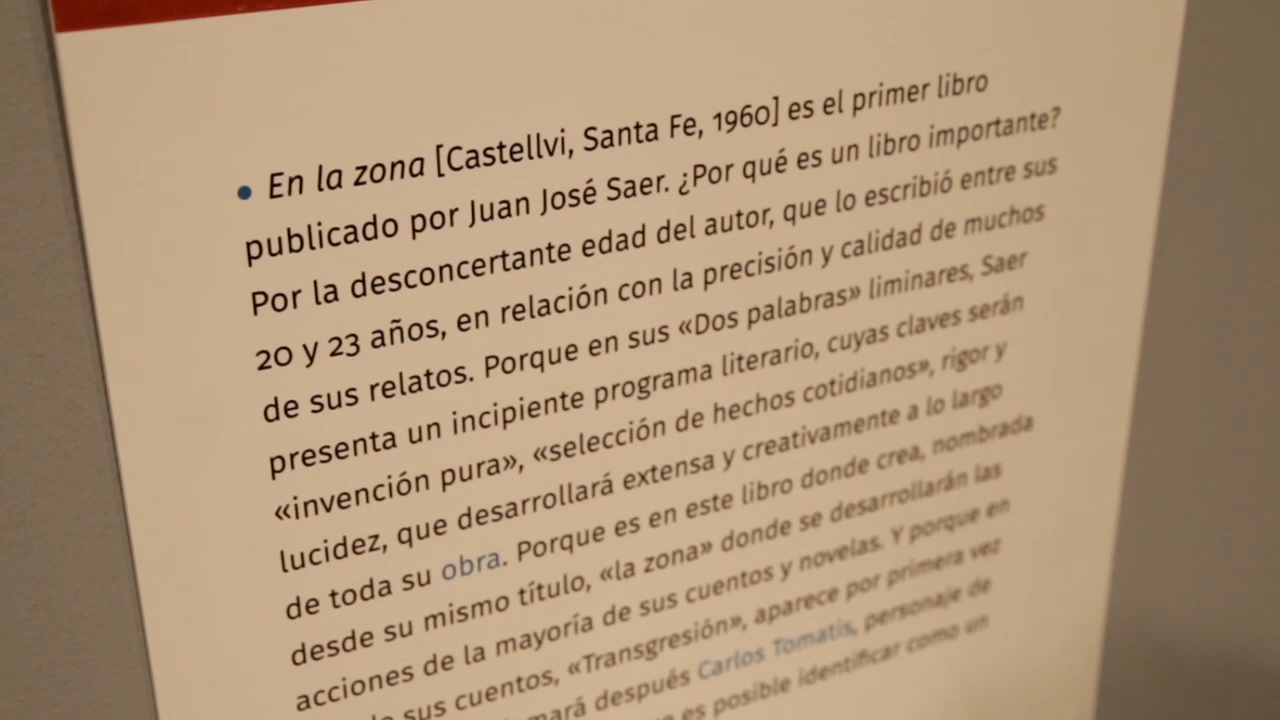 • En la zona [Castellvi, Santa Fe, 1960] es el primer libro
publicado por Juan José Saer. ¿Por qué es un libro importante?
Por la desconcertante edad del autor, que lo escribió entre sus
20 y 23 años, en relación con la precisión y calidad de muchos
de sus relatos. Porque en sus «Dos palabras» liminares, Saer
presenta un incipiente programa literario, cuyas claves serán
«invención pura», «selección de hechos cotidianos», rigor y
lucidez, que desarrollará extensa y creativamente a lo largo
de toda su obra. Porque es en este libro donde crea, nombrada
desde su mismo título, «la zona» donde se desarrollarán las
acciones de la mayoría de sus cuentos y novelas. Y porque en
sus cuentos, «Transgresión», aparece por primera vez
después Carlos Tomatis, personaje de
es posible identificar como un